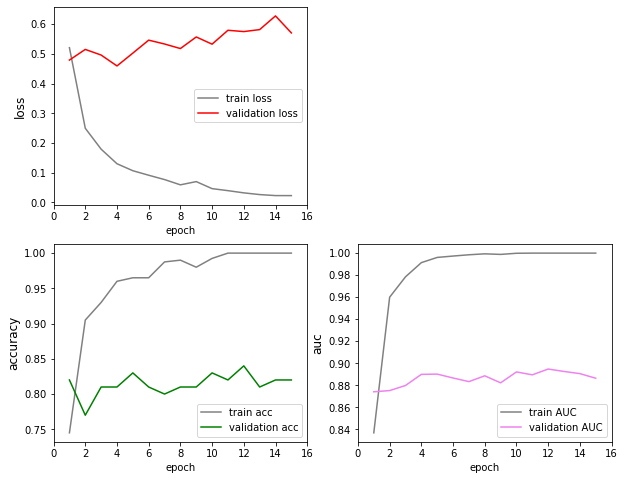 loss
0.6
0.5
0.4
0.3
0.2
0.1
0.0
train loss
validation loss
0 2 4 6 8 10 12 14 16
epoch
accuracy
1.00
0.95
0.90
0.85
0.80
0.75
train acc
validation acc
0 2 4 6 8 10 12 14 16
epoch
auc
1.00
0.98
0.96
0.94
0.92
0.90
0.88
0.86
0.84
train AUC
validation AUC
0 2 4 6 8 10 12 14 16
epoch